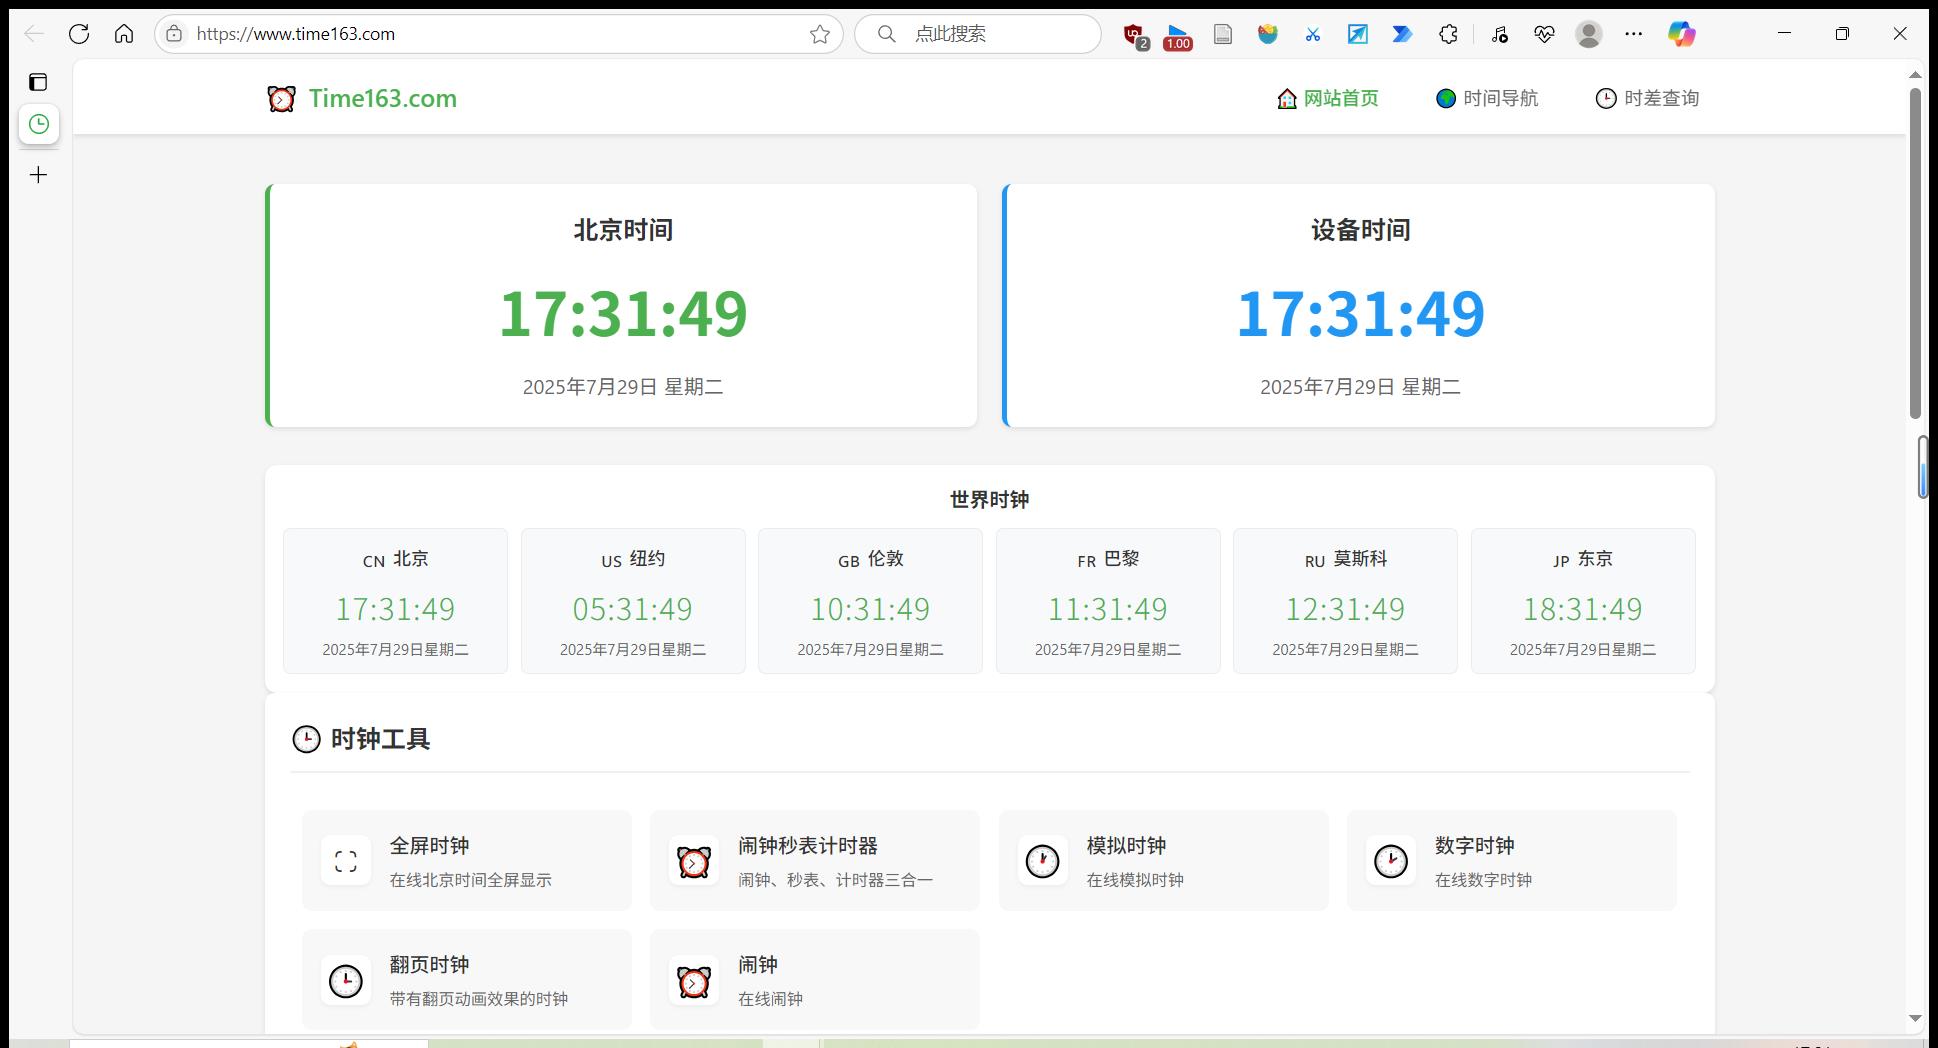 https://www.time163.com
点此搜索
2
1.00
Time163.com
网站首页
时间导航
时差查询
北京时间
17:31:49
2025年7月29日 星期二
设备时间
17:31:49
2025年7月29日 星期二
世界时钟
CN 北京
17:31:49
2025年7月29日星期二
US 纽约
05:31:49
2025年7月29日星期二
GB 伦敦
10:31:49
2025年7月29日星期二
FR 巴黎
11:31:49
2025年7月29日星期二
RU 莫斯科
12:31:49
2025年7月29日星期二
JP 东京
18:31:49
2025年7月29日星期二
时钟工具
全屏时钟
在线北京时间全屏显示
闹钟秒表计时器
闹钟、秒表、计时器三合一
模拟时钟
在线模拟时钟
数字时钟
在线数字时钟
翻页时钟
带有翻页动画效果的时钟
闹钟
在线闹钟